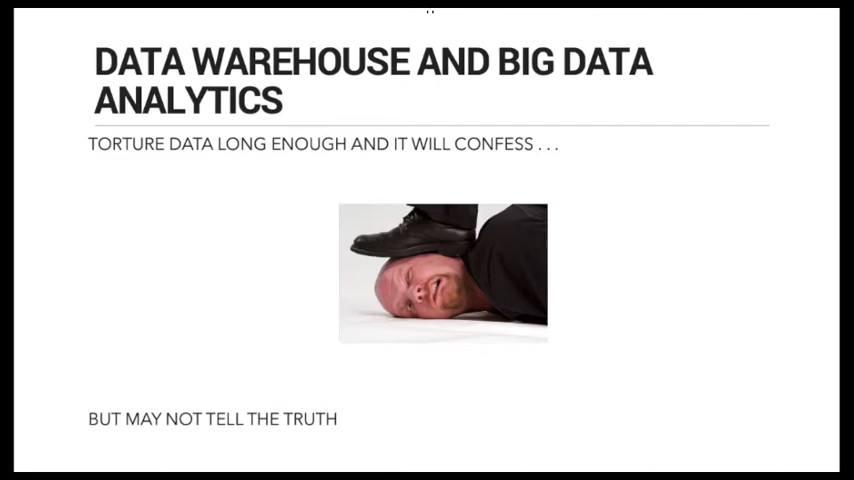 DATA WAREHOUSE AND BIG DATA
ANALYTICS
TORTURE DATA LONG ENOUGH AND IT WILL CONFESS . . .
BUT MAY NOT TELL THE TRUTH